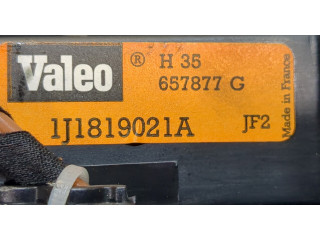 Valeo ® H 35
657877 G
1J1819021A JF2
Made in France